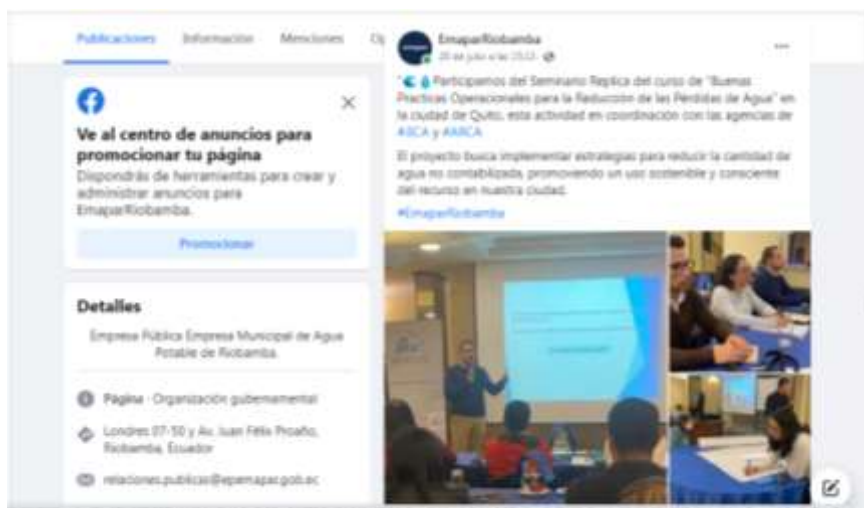 Publicaciones Información Menciones
Ve al centro de anuncios para
promocionar tu página
Dispondrás de herramientas para crear y
administrar anuncios para
EmaparRiobamba.
Promocionar
Detalles
Empresa Pública Empresa Municipal de Agua
Potable de Riobamba.
Página · Organización gubernamental
Londres 07-50 y Av. Juan Félix Proaño,
Riobamba, Ecuador
relaciones.publicas@epemapar.gob.ec
EmaparRiobamba
de julio a las
Participamos del Seminario Replica del curso de "Buenas
Practicas Operacionales para la Reducción de las Pérdidas de Agua" en
la ciudad de Quito, esta actividad en coordinación con las agencias de
y #ARCA
El proyecto busca implementar estrategias para reducir la cantidad de
agua no contabilizada, promoviendo un uso sostenible y consciente
del recurso en nuestra ciudad.
#EmaparRiobamba